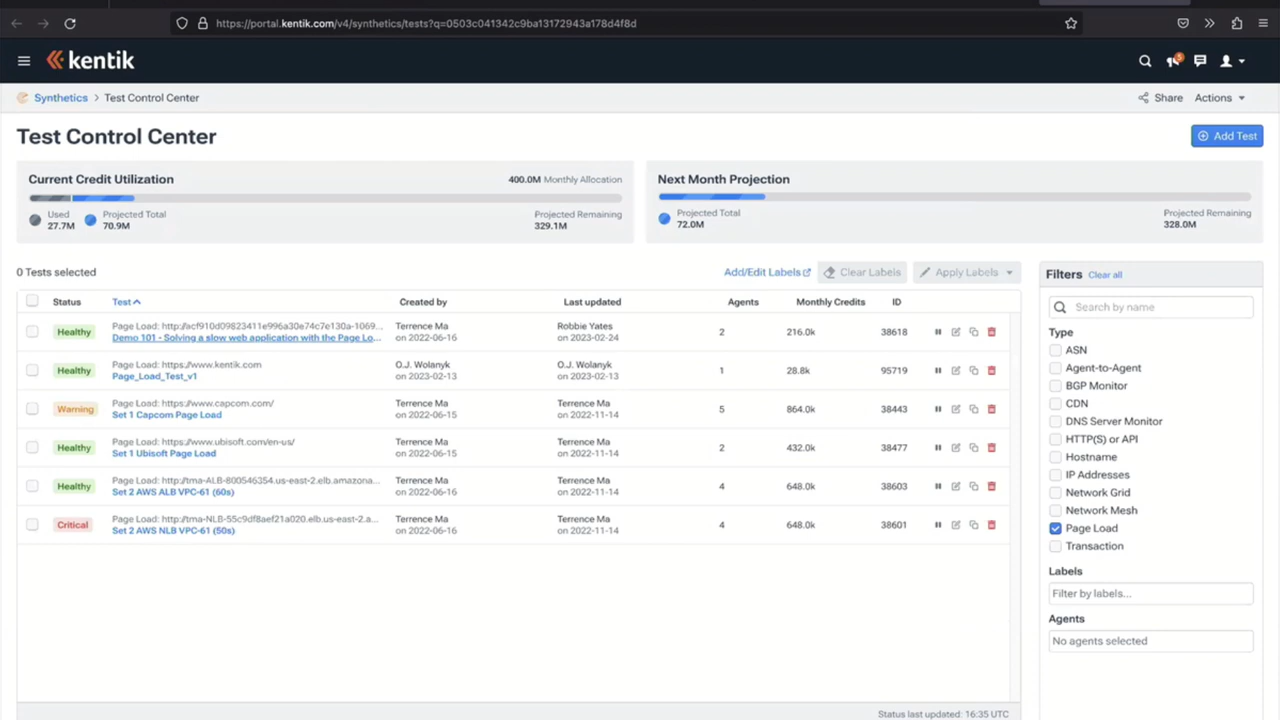 https://portal.kentik.com/v4/synthetics/tests?q=0503c041342c9ba13172943a178d4f8d
kentik
5
Synthetics > Test Control Center
Share Actions
Test Control Center
Add Test
Current Credit Utilization
400.0M Monthly Allocation
Used
27.7M
Projected Total
70.9M
Projected Remaining
329.1M
Next Month Projection
Projected Total
72.0M
Projected Remaining
328.0M
0 Tests selected
Add/Edit Labels
Clear Labels
Apply Labels
Status Test Created by Last updated Agents Monthly Credits ID
Healthy
Page Load: http://acf910d09823411e996a30e74c7e130a-1069...
Demo 101 - Solving a slow web application with the Page Lo...
Terrence Ma
on 2022-06-16
Robbie Yates
on 2023-02-24
2 216.0k 38618
Healthy
Page Load: https://www.kentik.com
Page_Load_Test_v1
O.J. Wolanyk
on 2023-02-13
O.J. Wolanyk
on 2023-02-13
1 28.8k 95719
Warning
Page Load: https://www.capcom.com/
Set 1 Capcom Page Load
Terrence Ma
on 2022-06-15
Terrence Ma
on 2022-11-14
5 864.0k 38443
Healthy
Page Load: https://www.ubisoft.com/en-us/
Set 1 Ubisoft Page Load
Terrence Ma
on 2022-06-15
Terrence Ma
on 2022-11-14
2 432.0k 38477
Healthy
Page Load: http://tma-ALB-800546354.us-east-2.elb.amazona...
Set 2 AWS ALB VPC-61 (60s)
Terrence Ma
on 2022-06-16
Terrence Ma
on 2022-11-14
4 648.0k 38603
Critical
Page Load: http://tma-NLB-55c9df8aef21a020.elb.us-east-2.a...
Set 2 AWS NLB VPC-61 (50s)
Terrence Ma
on 2022-06-16
Terrence Ma
on 2022-11-14
4 648.0k 38601
Status last updated: 16:35 UTC
Filters Clear all
Search by name
Type
ASN
Agent-to-Agent
BGP Monitor
CDN
DNS Server Monitor
HTTP(S) or API
Hostname
IP Addresses
Network Grid
Network Mesh
Page Load
Transaction
Labels
Filter by labels...
Agents
No agents selected